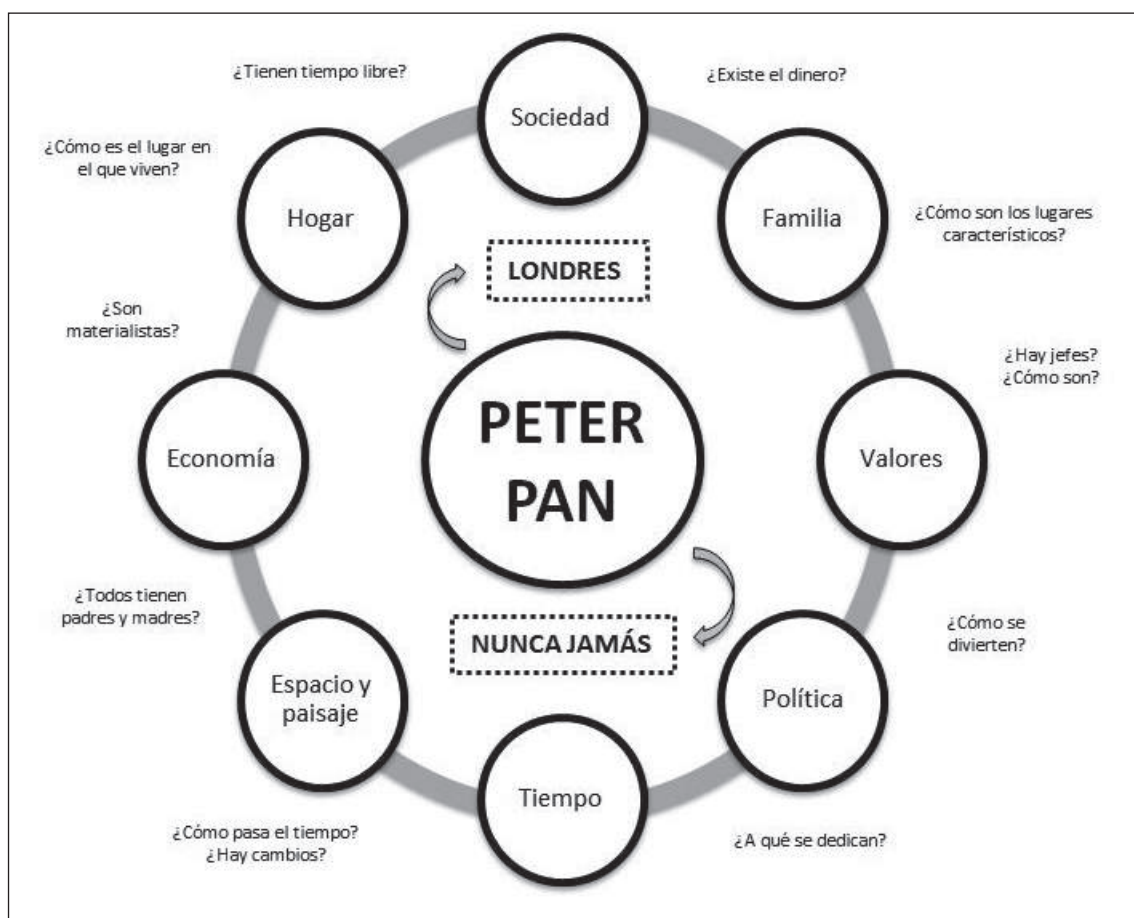 ¿Tienen tiempo libre?
Sociedad
¿Existe el dinero?
¿Cómo es el lugar en
el que viven?
Hogar
Familia
¿Cómo son los lugares
característicos?
LONDRES
¿Son
materialistas?
¿Hay jefes?
¿Cómo son?
Economía
PETER
PAN
Valores
¿Todos tienen
padres y madres?
NUNCA JAMÁS
¿Cómo se
divierten?
Espacio y
paisaje
Política
Tiempo
¿Cómo pasa el tiempo?
¿Hay cambios?
¿A qué se dedican?